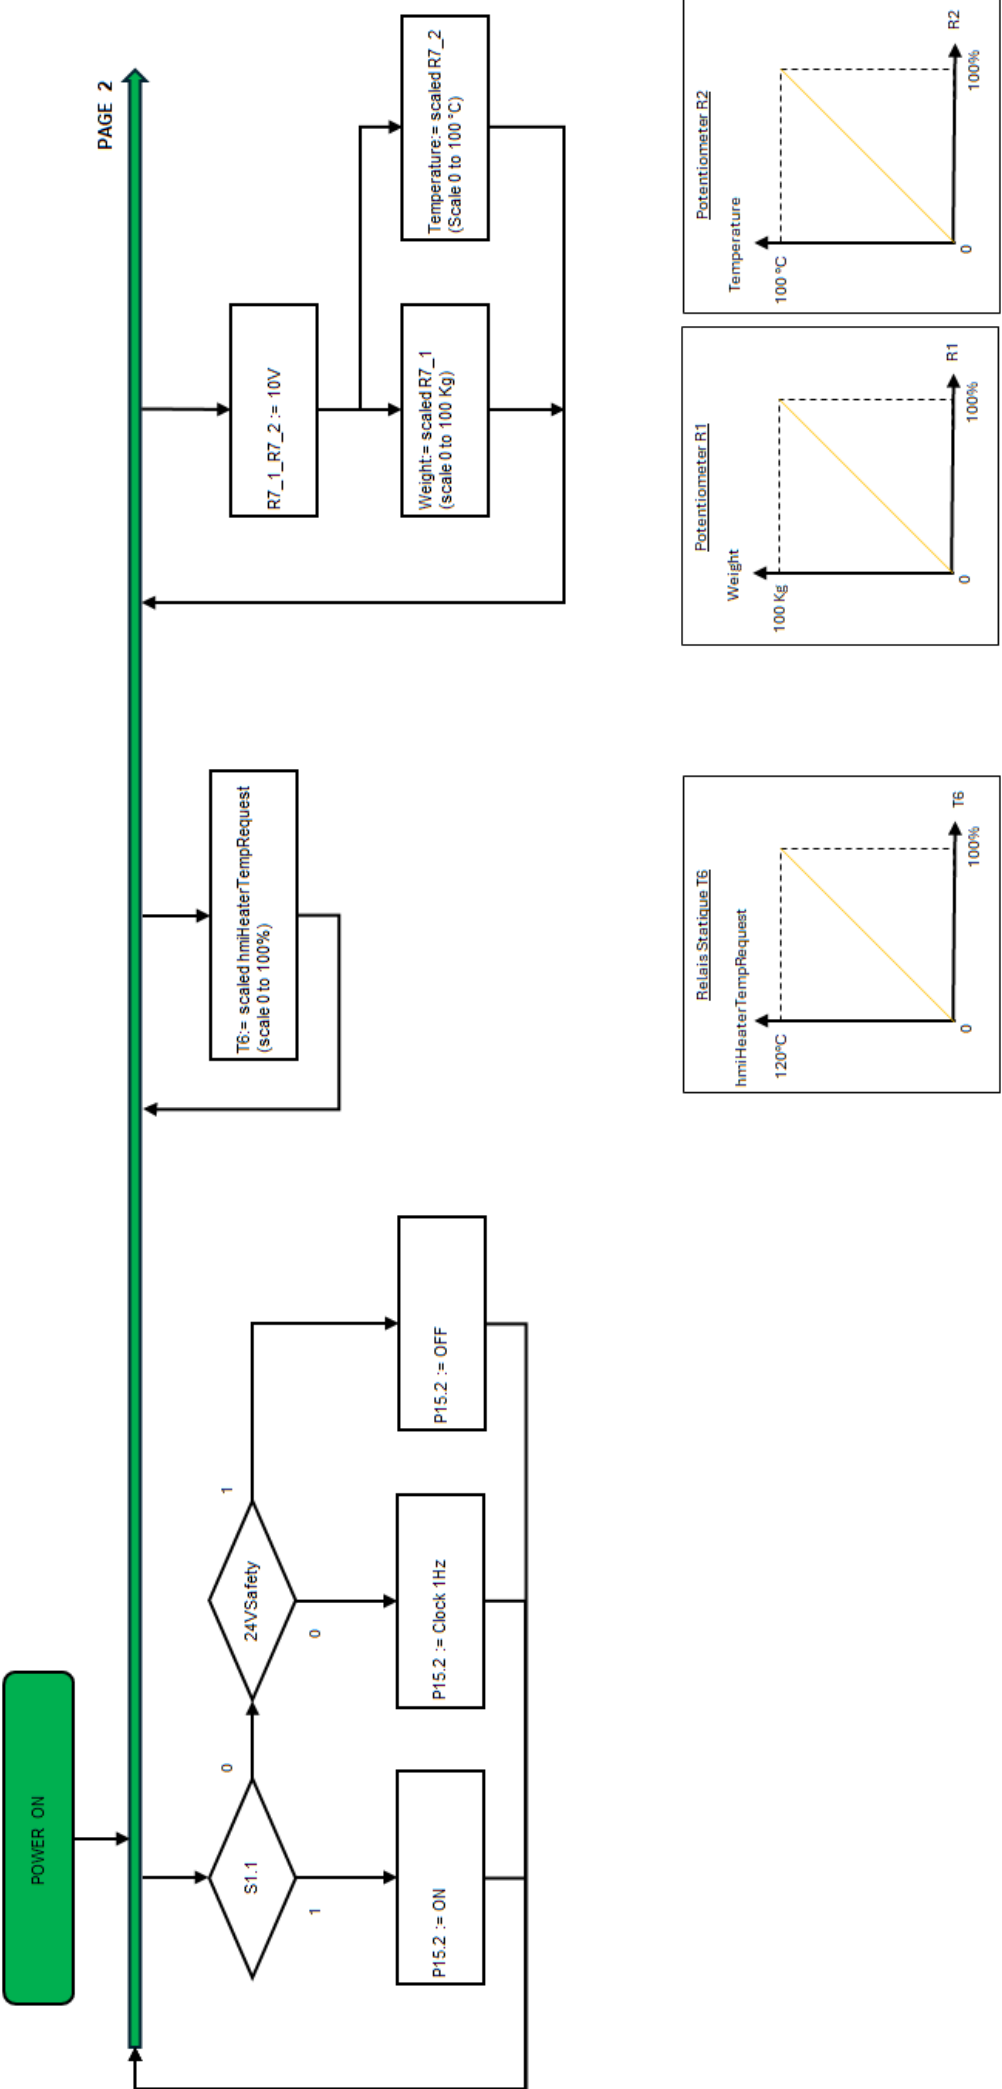 POWER ON
PAGE 2
S1.1
0
1
24VSafety
1
0
P15.2 := ON
P15.2 := Clock 1Hz
P15.2 := OFF
T6:= scaled hmiHeaterTempRequest
(scale 0 to 100%)
R7_1_R7_2 := 10V
Weight:= scaled R7_1
(scale 0 to 100 Kg)
Temperature:= scaled R7_2
(Scale 0 to 100 °C)
Relais Statique T6
hmiHeaterTempRequest
120°C
0
100%
T6
Potentiometer R1
Weight
100 Kg
0
100%
R1
Potentiometer R2
Temperature
100 °C
0
100%
R2